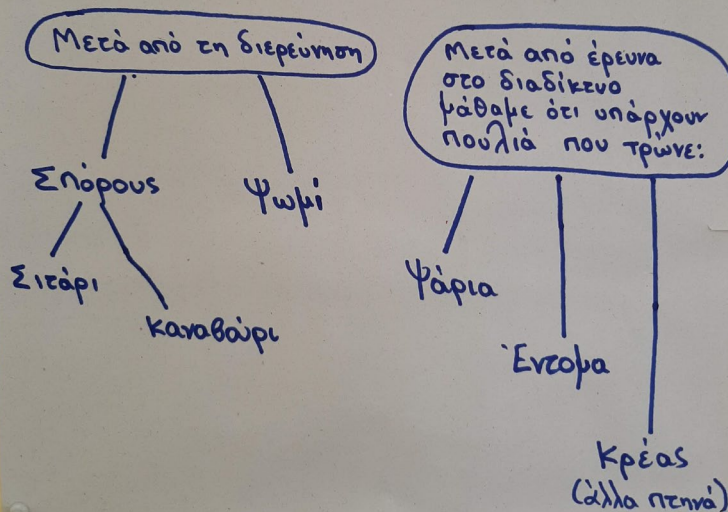 Μετά από τη διερεύνηση
Σπόρους
Ψωμί
Σιτάρι
Καναβούρι
Μετά από έρευνα
στο διαδίκτυο
μάθαμε ότι υπάρχουν
πουλιά που τρώνε:
Ψάρια
Έντομα
Κρέας
(άλλα πτηνά)